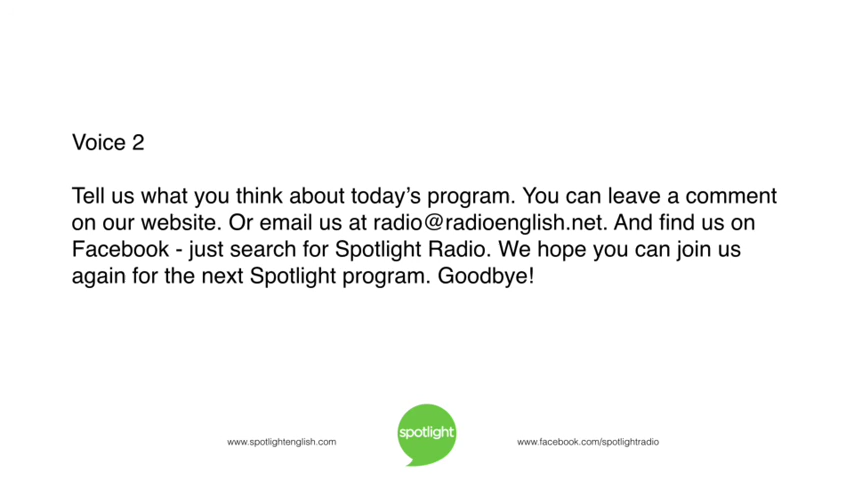 Voice 2
Tell us what you think about today's program. You can leave a comment
on our website. Or email us at radio@radioenglish.net. And find us on
Facebook - just search for Spotlight Radio. We hope you can join us
again for the next Spotlight program. Goodbye!
www.spotlightenglish.com
spotlight
www.facebook.com/spotlightradio